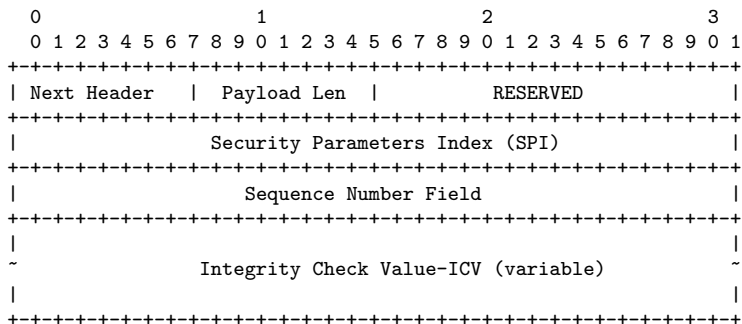 0                   1                   2                   3
0 1 2 3 4 5 6 7 8 9 0 1 2 3 4 5 6 7 8 9 0 1 2 3 4 5 6 7 8 9 0 1
+-+-+-+-+-+-+-+-+-+-+-+-+-+-+-+-+-+-+-+-+-+-+-+-+-+-+-+-+-+-+-+-+
| Next Header   |  Payload Len  |          RESERVED             |
+-+-+-+-+-+-+-+-+-+-+-+-+-+-+-+-+-+-+-+-+-+-+-+-+-+-+-+-+-+-+-+-+
|                 Security Parameters Index (SPI)               |
+-+-+-+-+-+-+-+-+-+-+-+-+-+-+-+-+-+-+-+-+-+-+-+-+-+-+-+-+-+-+-+-+
|                    Sequence Number Field                      |
+-+-+-+-+-+-+-+-+-+-+-+-+-+-+-+-+-+-+-+-+-+-+-+-+-+-+-+-+-+-+-+-+
|                                                               |
~                Integrity Check Value-ICV (variable)           ~
|                                                               |
+-+-+-+-+-+-+-+-+-+-+-+-+-+-+-+-+-+-+-+-+-+-+-+-+-+-+-+-+-+-+-+-+